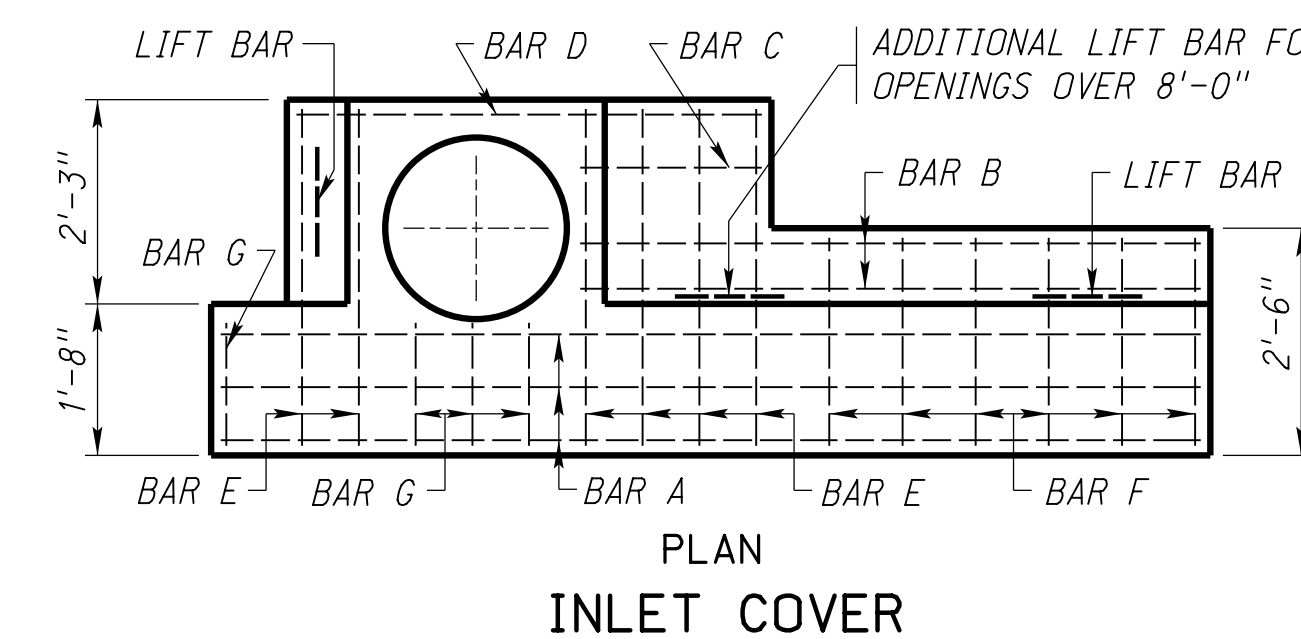 LIFT BAR
BAR D
BAR C
ADDITIONAL LIFT BAR FO
OPENINGS OVER 8'-0"
2'-3"
BAR B
LIFT BAR
BAR G
1'-8"
2'-6"
BAR E
BAR G
BAR A
BAR E
BAR F
PLAN
INLET COVER